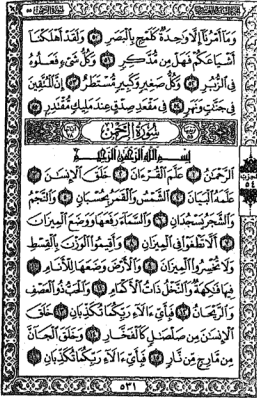 وَمَآ أَمْرُنَآ إِلَّا وَٰحِدَةٌ كَلَمْحٍۭ بِٱلْبَصَرِ ٥٠ وَلَقَدْ أَهْلَكْنَآ
أَشْيَاعَكُمْ فَهَلْ مِن مُّدَّكِرٍ ٥١ وَكُلُّ شَىْءٍ فَعَلُوهُ
فِى ٱلزُّبُرِ ٥٢ وَكُلُّ صَغِيرٍ وَكَبِيرٍ مُّسْتَطَرٌ ٥٣ إِنَّ ٱلْمُتَّقِينَ
فِى جَنَّٰتٍ وَنَهَرٍ ٥٤ فِى مَقْعَدِ صِدْقٍ عِندَ مَلِيكٍ مُّقْتَدِرٍۭ ٥٥
سُورَةُ الرَّحْمٰن
بِسْمِ ٱللَّهِ ٱلرَّحْمَٰنِ ٱلرَّحِيمِ
ٱلرَّحْمَٰنُ ١ عَلَّمَ ٱلْقُرْءَانَ ٢ خَلَقَ ٱلْإِنسَٰنَ ٣
عَلَّمَهُ ٱلْبَيَانَ ٤ ٱلشَّمْسُ وَٱلْقَمَرُ بِحُسْبَانٍ ٥ وَٱلنَّجْمُ
وَٱلشَّجَرُ يَسْجُدَانِ ٦ وَٱلسَّمَآءَ رَفَعَهَا وَوَضَعَ ٱلْمِيزَانَ
٧ أَلَّا تَطْغَوْا۟ فِى ٱلْمِيزَانِ ٨ وَأَقِيمُوا۟ ٱلْوَزْنَ بِٱلْقِسْطِ
وَلَا تُخْسِرُوا۟ ٱلْمِيزَانَ ٩ وَٱلْأَرْضَ وَضَعَهَا لِلْأَنَامِ ١٠
فِيهَا فَٰكِهَةٌ وَٱلنَّخْلُ ذَاتُ ٱلْأَكْمَامِ ١١ وَٱلْحَبُّ ذُو ٱلْعَصْفِ
وَٱلرَّيْحَانُ ١٢ فَبِأَىِّ ءَالَآءِ رَبِّكُمَا تُكَذِّبَانِ ١٣ خَلَقَ
ٱلْإِنسَٰنَ مِن صَلْصَٰلٍ كَٱلْفَخَّارِ ١٤ وَخَلَقَ ٱلْجَآنَّ
مِن مَّارِجٍ مِّن نَّارٍ ١٥ فَبِأَىِّ ءَالَآءِ رَبِّكُمَا تُكَذِّبَانِ ١٦
٥٣١
الحزب
٥٤